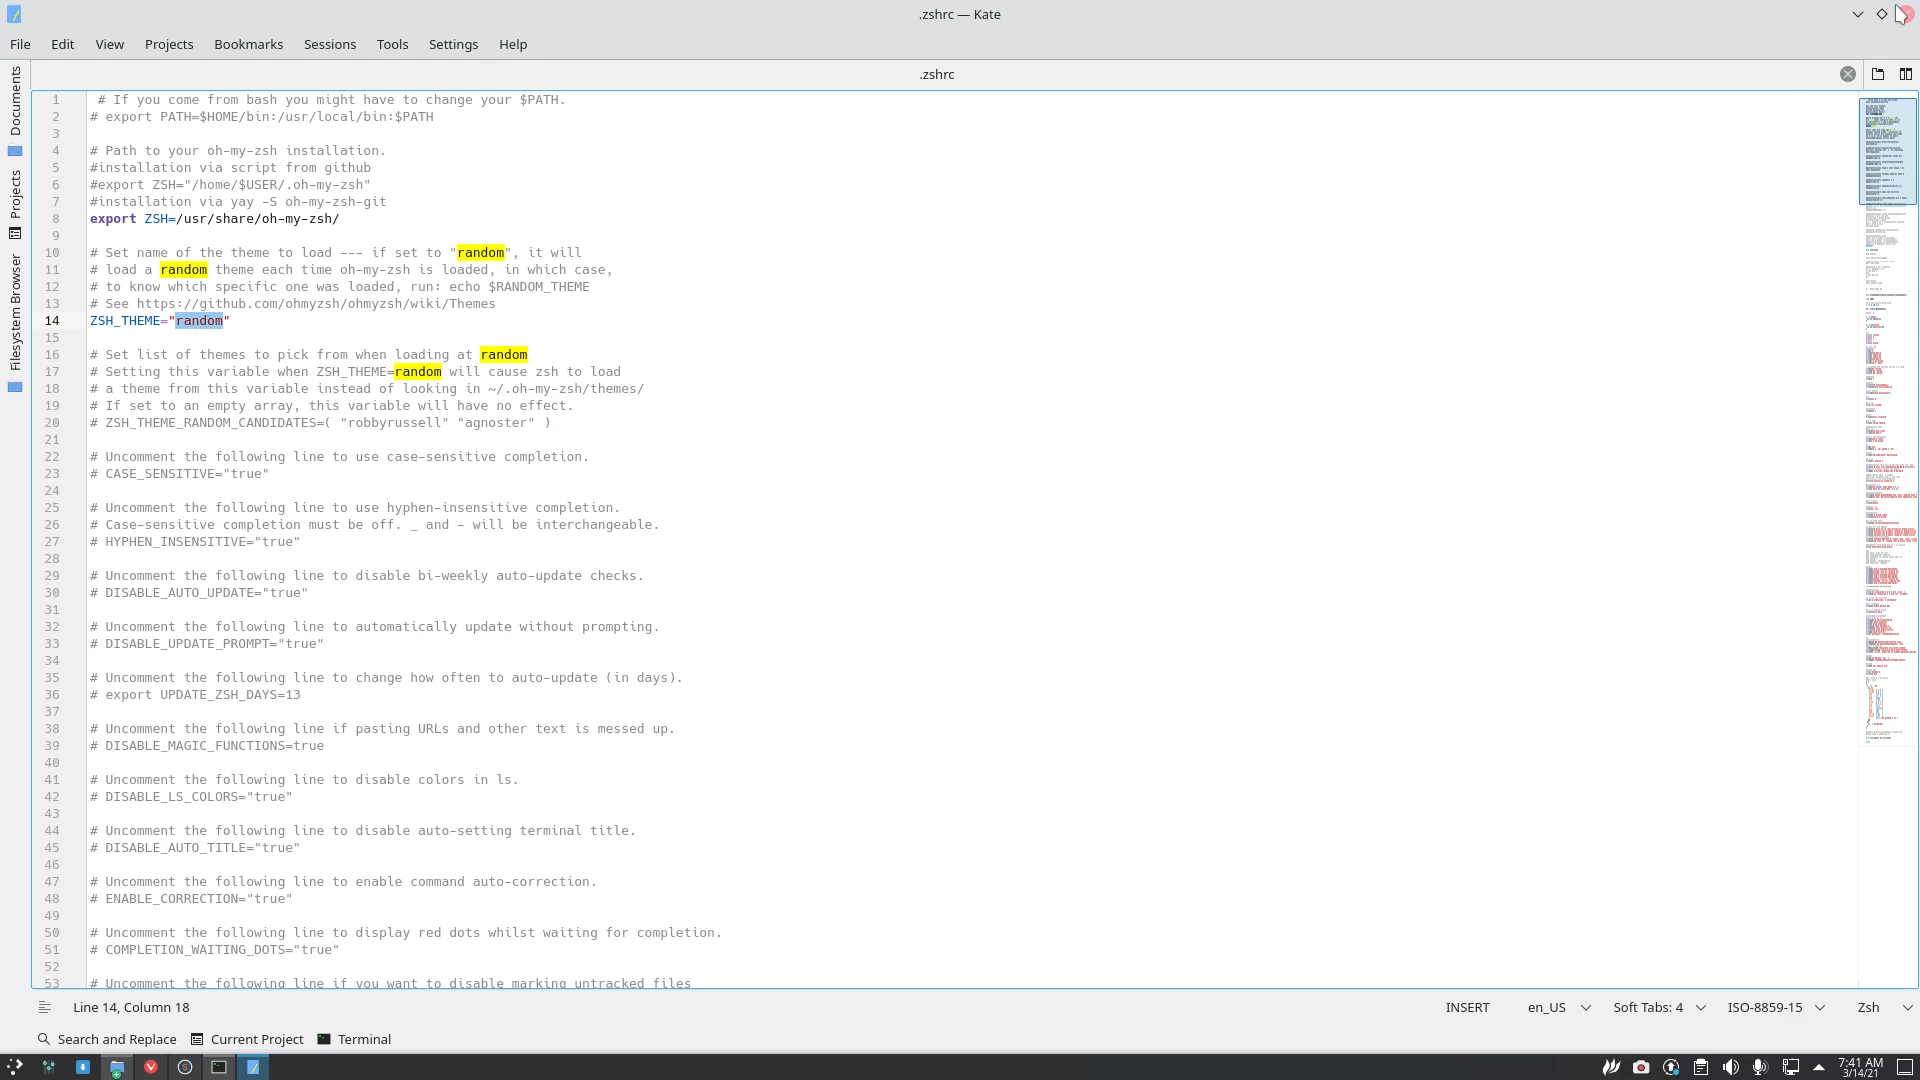 .zshrc — Kate
File Edit View Projects Bookmarks Sessions Tools Settings Help
.zshrc
Documents
Projects
Filesystem Browser
1 # If you come from bash you might have to change your $PATH.
2 # export PATH=$HOME/bin:/usr/local/bin:$PATH
3
4 # Path to your oh-my-zsh installation.
5 #installation via script from github
6 #export ZSH="/home/$USER/.oh-my-zsh"
7 #installation via yay -S oh-my-zsh-git
8 export ZSH=/usr/share/oh-my-zsh/
9
10 # Set name of the theme to load --- if set to "random", it will
11 # load a random theme each time oh-my-zsh is loaded, in which case,
12 # to know which specific one was loaded, run: echo $RANDOM_THEME
13 # See https://github.com/ohmyzsh/ohmyzsh/wiki/Themes
14 ZSH_THEME="random"
15
16 # Set list of themes to pick from when loading at random
17 # Setting this variable when ZSH_THEME=random will cause zsh to load
18 # a theme from this variable instead of looking in ~/.oh-my-zsh/themes/
19 # If set to an empty array, this variable will have no effect.
20 # ZSH_THEME_RANDOM_CANDIDATES=( "robbyrussell" "agnoster" )
21
22 # Uncomment the following line to use case-sensitive completion.
23 # CASE_SENSITIVE="true"
24
25 # Uncomment the following line to use hyphen-insensitive completion.
26 # Case-sensitive completion must be off. _ and - will be interchangeable.
27 # HYPHEN_INSENSITIVE="true"
28
29 # Uncomment the following line to disable bi-weekly auto-update checks.
30 # DISABLE_AUTO_UPDATE="true"
31
32 # Uncomment the following line to automatically update without prompting.
33 # DISABLE_UPDATE_PROMPT="true"
34
35 # Uncomment the following line to change how often to auto-update (in days).
36 # export UPDATE_ZSH_DAYS=13
37
38 # Uncomment the following line if pasting URLs and other text is messed up.
39 # DISABLE_MAGIC_FUNCTIONS=true
40
41 # Uncomment the following line to disable colors in ls.
42 # DISABLE_LS_COLORS="true"
43
44 # Uncomment the following line to disable auto-setting terminal title.
45 # DISABLE_AUTO_TITLE="true"
46
47 # Uncomment the following line to enable command auto-correction.
48 # ENABLE_CORRECTION="true"
49
50 # Uncomment the following line to display red dots whilst waiting for completion.
51 # COMPLETION_WAITING_DOTS="true"
52
53 # Uncomment the following line if you want to disable marking untracked files
Line 14, Column 18 INSERT en_US Soft Tabs: 4 ISO-8859-15 Zsh
Search and Replace Current Project Terminal
7:41 AM
3/14/21